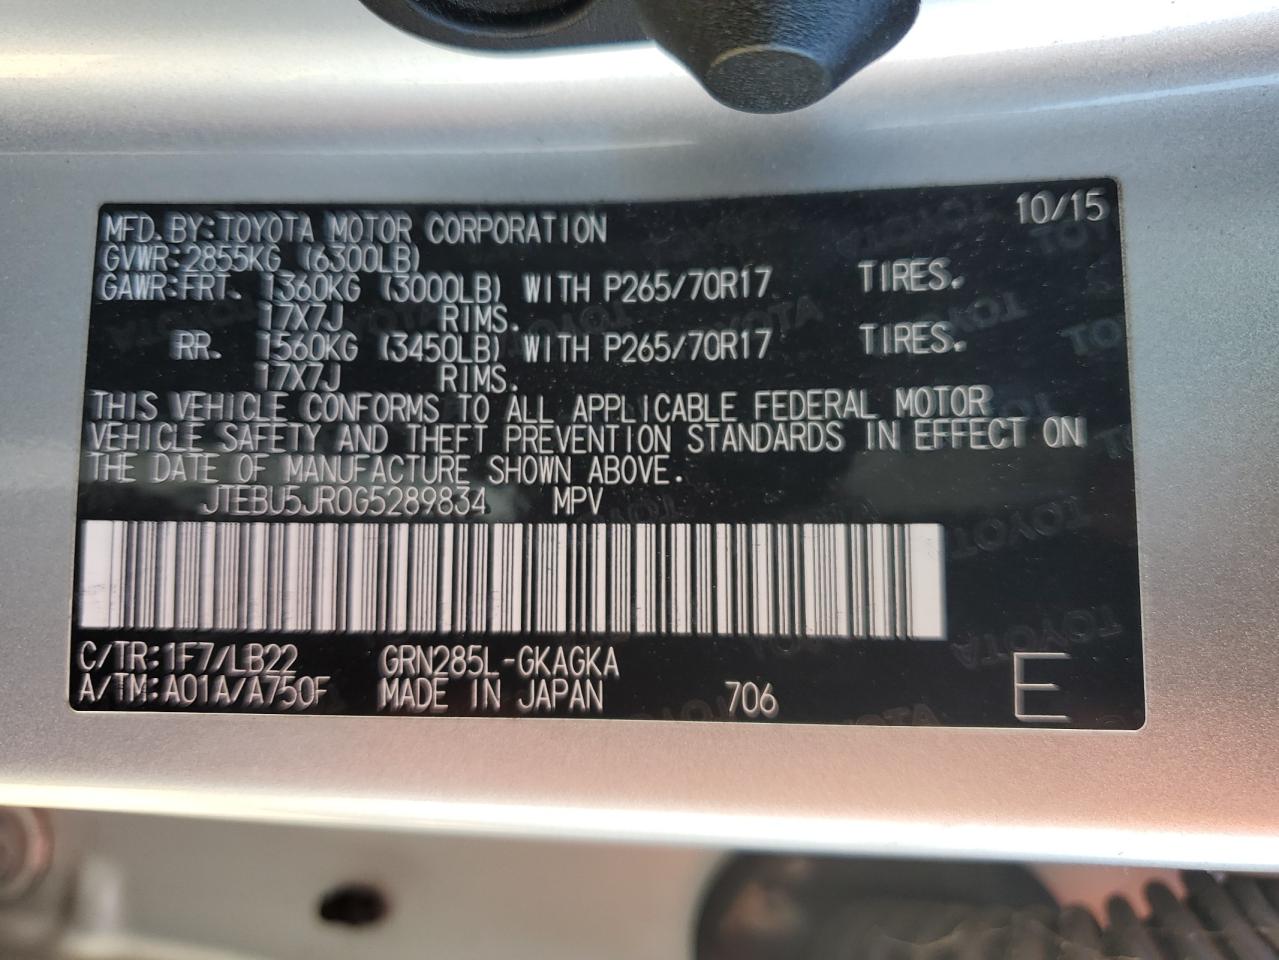 10/15
MFD.BY:TOYOTA MOTOR CORPORATION
GVWR:2855KG (6300LB)
GAWR:FRT. 1360KG (3000LB) WITH P265/70R17 TIRES.
17X7J RIMS.
RR. 1560KG (3450LB) WITH P265/70R17 TIRES.
17X7J RIMS.
THIS VEHICLE CONFORMS TO ALL APPLICABLE FEDERAL MOTOR
VEHICLE SAFETY AND THEFT PREVENTION STANDARDS IN EFFECT ON
THE DATE OF MANUFACTURE SHOWN ABOVE.
JTEBU5JR0G5289834 MPV
C/TR:1F7/LB22 GRN285L-GKAGKA
A/TM:A01A/A750F MADE IN JAPAN 706 E